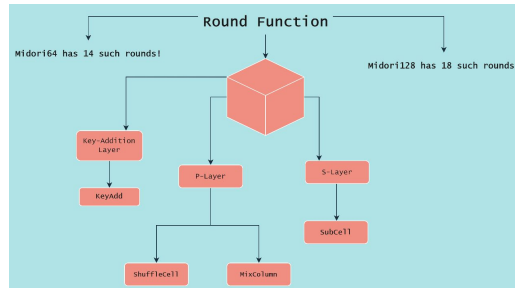 Round Function
Midori64 has 14 such rounds!
Midori128 has 18 such rounds
Key-Addition
Layer
KeyAdd
P-Layer
S-Layer
SubCell
ShuffleCell
MixColumn